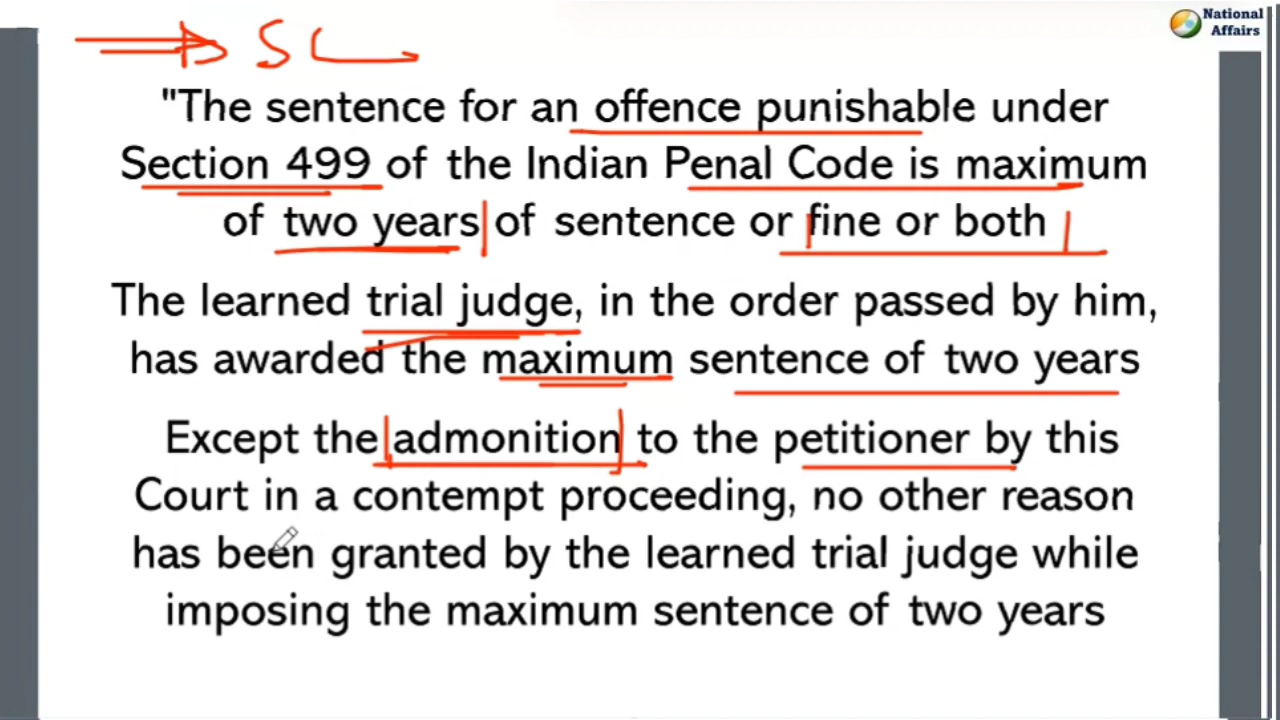 National
Affairs
SC
"The sentence for an offence punishable under
Section 499 of the Indian Penal Code is maximum
of two years of sentence or fine or both
The learned trial judge, in the order passed by him,
has awarded the maximum sentence of two years
Except the admonition to the petitioner by this
Court in a contempt proceeding, no other reason
has been granted by the learned trial judge while
imposing the maximum sentence of two years